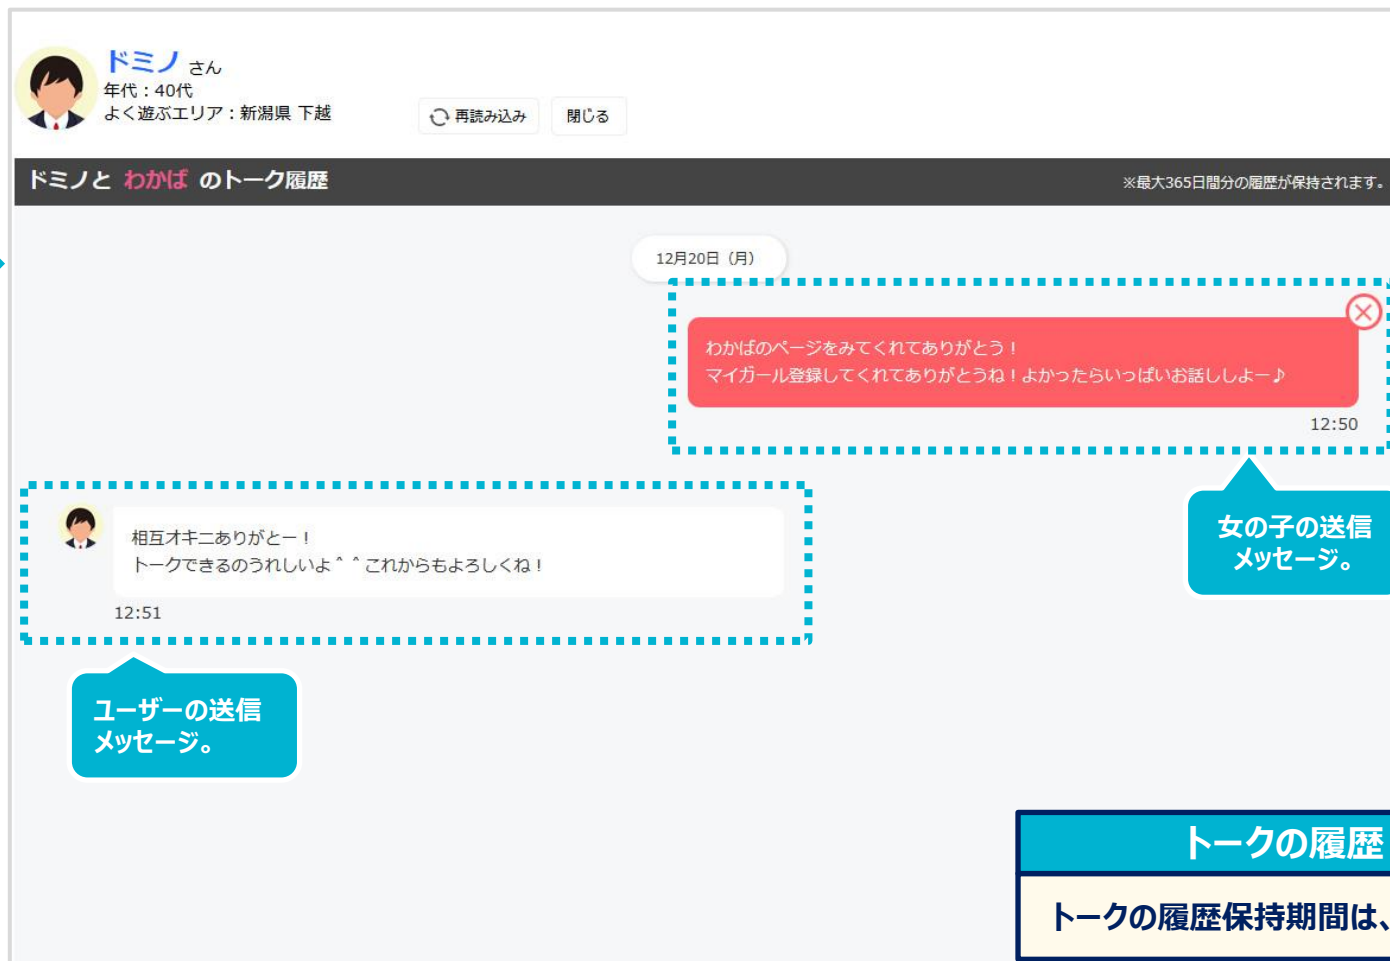 ドミノ さん
年代：40代
よく遊ぶエリア：新潟県 下越
再読み込み
閉じる
ドミノと わかば のトーク履歴
※最大365日間分の履歴が保持されます。
12月20日（月）
わかばのページをみてくれてありがとう！
マイガール登録してくれてありがとうね！よかったらいっぱいお話ししよー♪
12:50
女の子の送信
メッセージ。
相互オキニありがとー！
トークできるのうれしいよ＾＾これからもよろしくね！
12:51
ユーザーの送信
メッセージ。
トークの履歴
トークの履歴保持期間は、